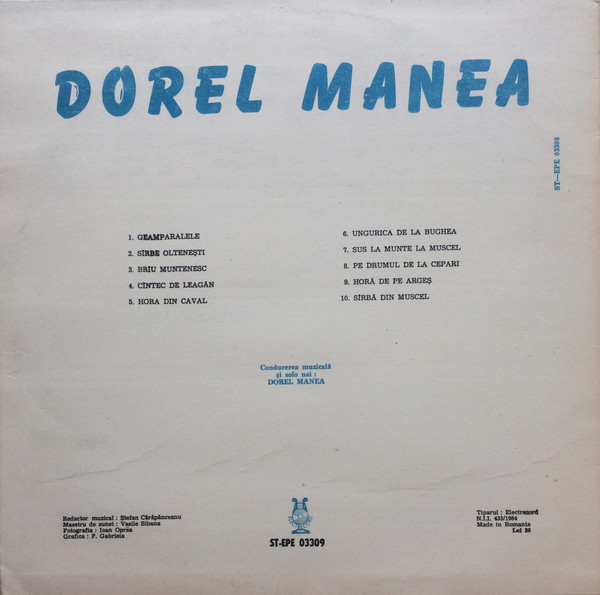 DOREL MANEA
ST—EPE 03309
1. GEAMPARALELE
2. SÎRBE OLTENEȘTI
3. BRÎU MUNTENESC
4. CÎNTEC DE LEAGĂN
5. HORA DIN CAVAL
6. UNGURICA DE LA BUGHEA
7. SUS LA MUNTE LA MUSCEL
8. PE DRUMUL DE LA CEPARI
9. HORĂ DE PE ARGEȘ
10. SÎRBĂ DIN MUSCEL
Conducerea muzicală
și solo nai :
DOREL MANEA
Redactor muzical : Ștefan Cărăpănceanu
Maestru de sunet : Vasile Sibana
Fotografia : Ioan Oprea
Grafica : F. Gabriela
ST-EPE 03309
Tiparul : Electrecord
N.I.I. 433/1984
Made in Romania
Lei 26